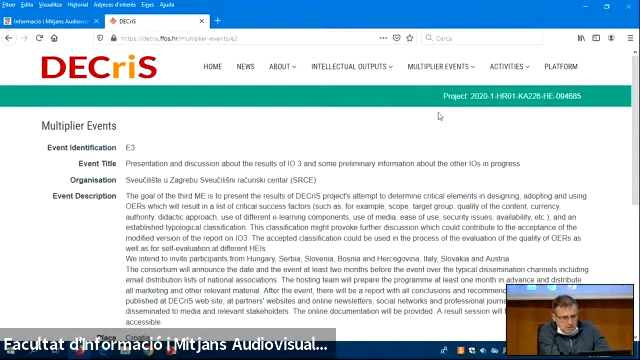 Fitxer Edita Visualitza Historial Adreces d'interès Eines Ajuda
Informació i Mitjans Audiovisu
DECriS
https://decris.ffos.hr/multiplier-events/e3
Cerca
DECriS
HOME NEWS ABOUT INTELLECTUAL OUTPUTS MULTIPLIER EVENTS ACTIVITIES PLATFORM
Project: 2020-1-HR01-KA226-HE-094685
Multiplier Events
Event Identification E3
Event Title Presentation and discussion about the results of IO 3 and some prelimnary information about the other IOs in progress
Organisation Sveučilište u Zagrebu Sveučilišni računski centar (SRCE)
Event Description The goal of the third ME is to present the results of DECriS project's attempt to determine critical elements in designing, adopting and using
OERs which will result in a list of critical success factors (such as, for example, scope, target group, quality of the content, currency,
authority, didactic approach, use of different e-learning components, use of media, ease of use, security issues, availability, etc.), and an
established typological classification. This classification might provoke further discussion which could contribute to the acceptance of the
modified version of the report on IO3. The accepted classification could be used in the process of the evaluation of the quality of OERs as
well as for self-evaluation at different HEIs.
We intend to invite participants from Hungary, Serbia, Slovenia, Bosnia and Hercegovina, Italy, Slovakia and Austria
The consortium will announce the date and the event at least two months before the event over the typical dissemination channels including
email distribution lists of national associations. The hosting team will prepare the programme at least one month in advance and distribute
all marketing and other relevant material. After the event, there will be a report with all conclusions and recommen
published at DECriS web site, at partners' websites and online newsletters, social networks and professional journ
disseminated to media and relevant stakeholders. The online documentation will be provided. A result session will
accessible
Place Croatia
Facultat d'Informació i Mitjans Audiovisual...